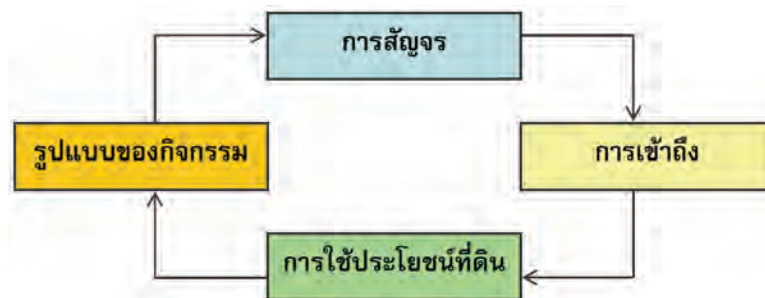 การสัญจร
รูปแบบของกิจกรรม
การเข้าถึง
การใช้ประโยชน์ที่ดิน